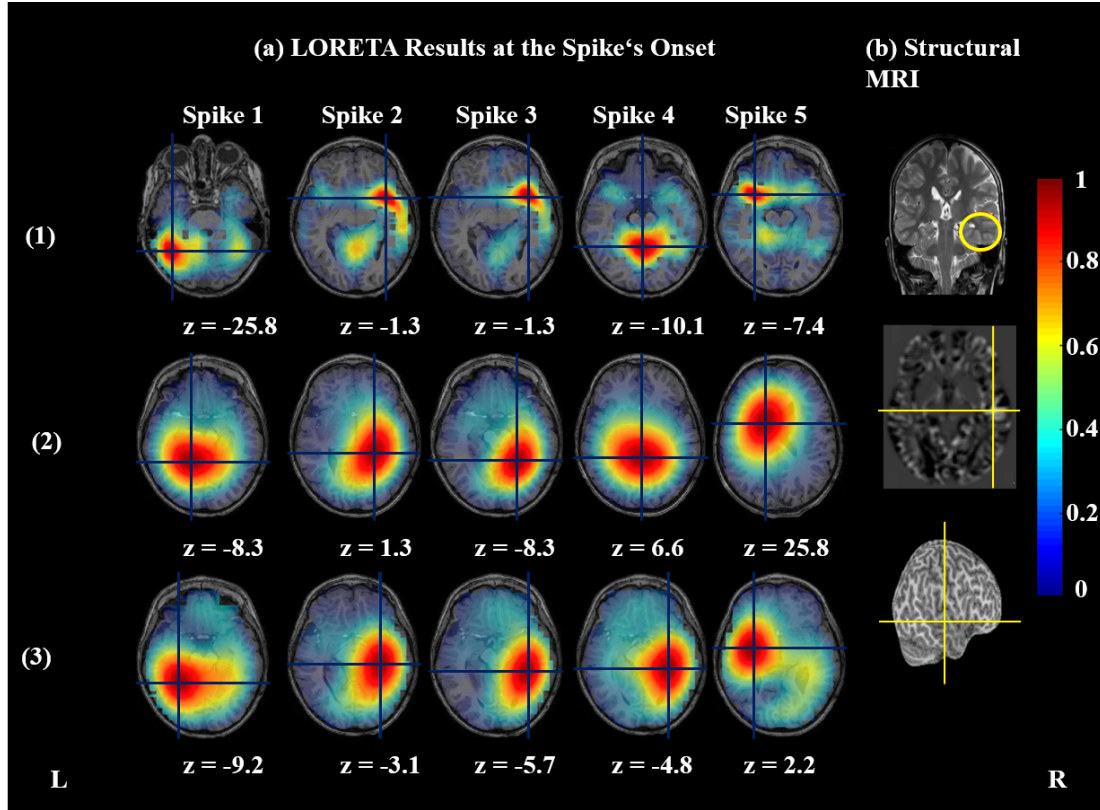 (a) LORETA Results at the Spike‘s Onset
(b) Structural
MRI
Spike 1 Spike 2 Spike 3 Spike 4 Spike 5
(1)
z = -25.8 z = -1.3 z = -1.3 z = -10.1 z = -7.4
(2)
z = -8.3 z = 1.3 z = -8.3 z = 6.6 z = 25.8
(3)
z = -9.2 z = -3.1 z = -5.7 z = -4.8 z = 2.2
L R
1
0.8
0.6
0.4
0.2
0